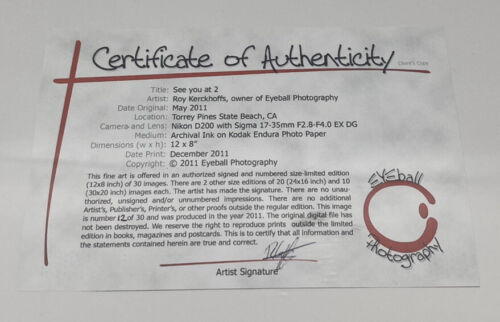 Certificate of Authenticity
Client's Copy
Title: See you at 2
Artist: Roy Kerckhoffs, owner of Eyeball Photography
Date Original: May 2011
Location: Torrey Pines State Beach, CA
Camera and Lens: Nikon D200 with Sigma 17-35mm F2.8-F4.0 EX DG
Medium: Archival Ink on Kodak Endura Photo Paper
Dimensions (w x h): 12 x 8"
Date Print: December 2011
Copyright: © 2011 Eyeball Photography
This fine art is offered in an authorized signed and numbered size-limited edition
(12x8 inch) of 30 images. There are 2 other size editions of 20 (24x16 inch) and 10
(30x20 inch) images each. The artist has made the signature. There are no unau-
thorized, unsigned and/or unnumbered impressions. There are no additional
Artist's, Publisher's, Printer's, or other proofs outside the regular edition. This image
is number 12 of 30 and was produced in the year 2011. The original digital file has
not been destroyed. We reserve the right to reproduce prints outside the limited
edition in books, magazines and postcards. This is to certify that all information and
the statements contained herein are true and correct.
Artist Signature
EYEball
Photography